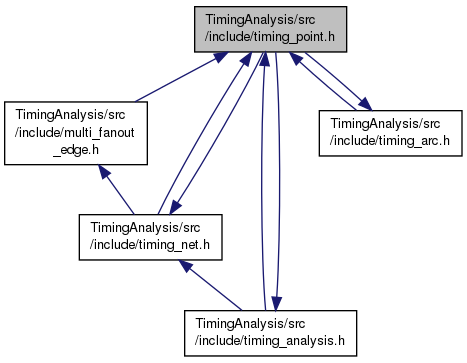 TimingAnalysis/src
/include/timing_point.h
TimingAnalysis/src
/include/multi_fanout
_edge.h
TimingAnalysis/src
/include/timing_arc.h
TimingAnalysis/src
/include/timing_net.h
TimingAnalysis/src
/include/timing_analysis.h